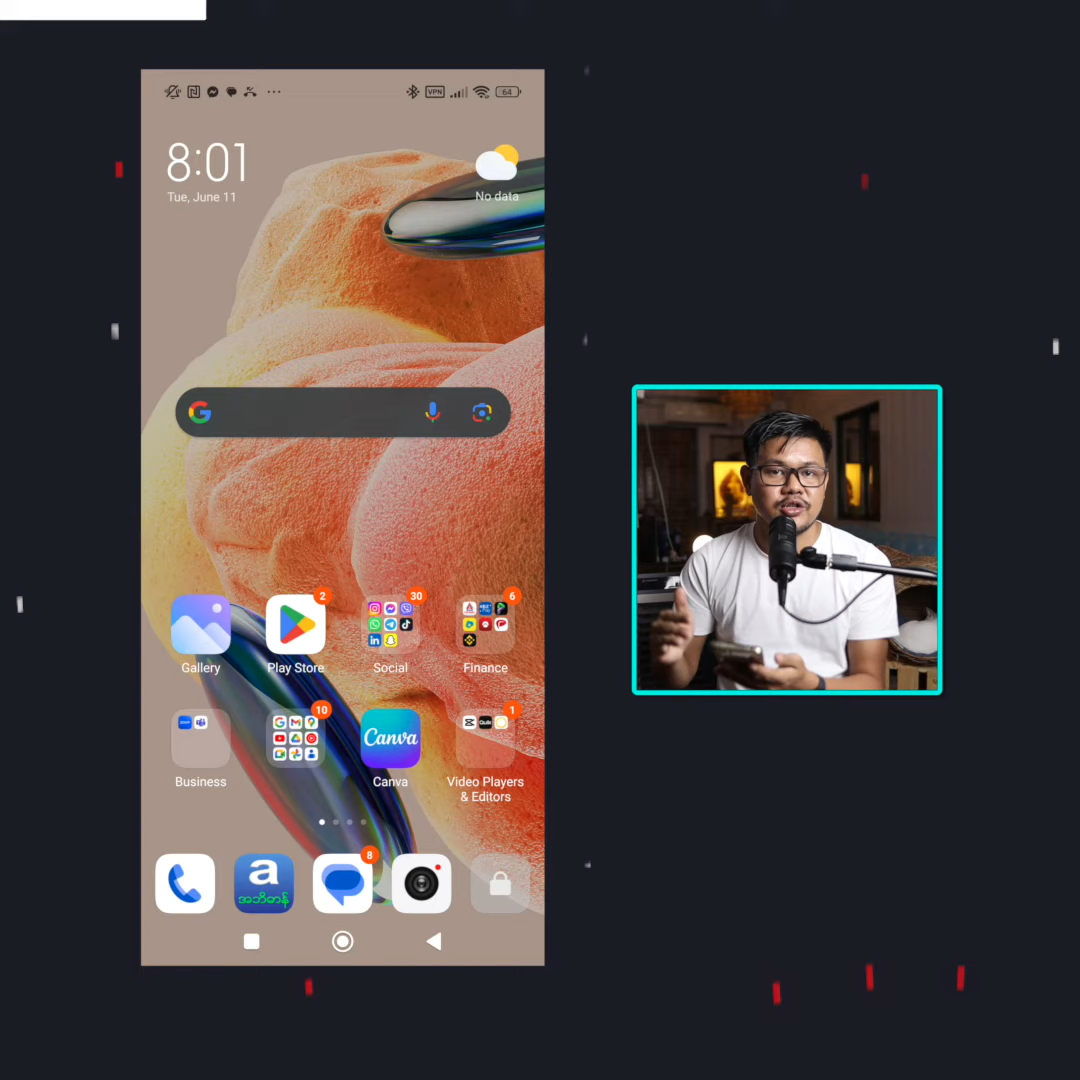 VPN
64
8:01
Tue, June 11
No data
2
30
6
Gallery
Play Store
Social
Finance
10
1
Canva
Business
Canva
Video Players
& Editors
8
a
အဘိဓာန်